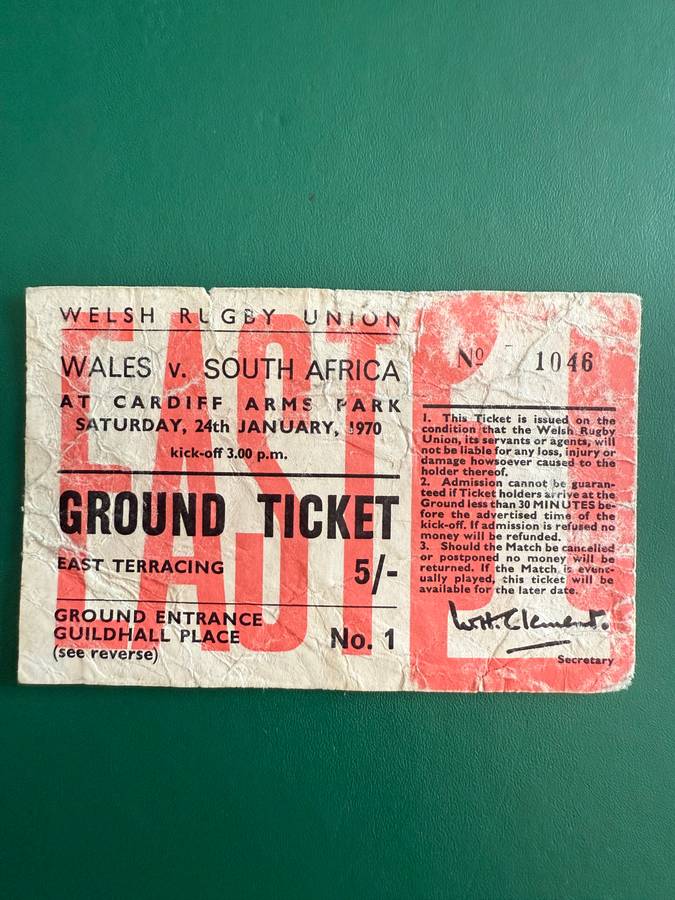 WELSH RUGBY UNION
WALES v. SOUTH AFRICA
AT CARDIFF ARMS PARK
SATURDAY, 24th JANUARY, 1970
kick-off 3.00 p.m.
GROUND TICKET
EAST TERRACING 5/-
GROUND ENTRANCE
GUILDHALL PLACE No. 1
(see reverse)
EAST
EAST
Nº 1046
1. This Ticket is issued on the
condition that the Welsh Rugby
Union, its servants or agents, will
not be liable for any loss, injury or
damage howsoever caused to the
holder thereof.
2. Admission cannot be guaran-
teed if Ticket holders arrive at the
Ground less than 30 MINUTES be-
fore the advertised time of the
kick-off. If admission is refused no
money will be refunded.
3. Should the Match be cancelled
or postponed no money will be
returned. If the Match is event-
ually played, this ticket will be
available for the later date.
W.H. Clement.
Secretary